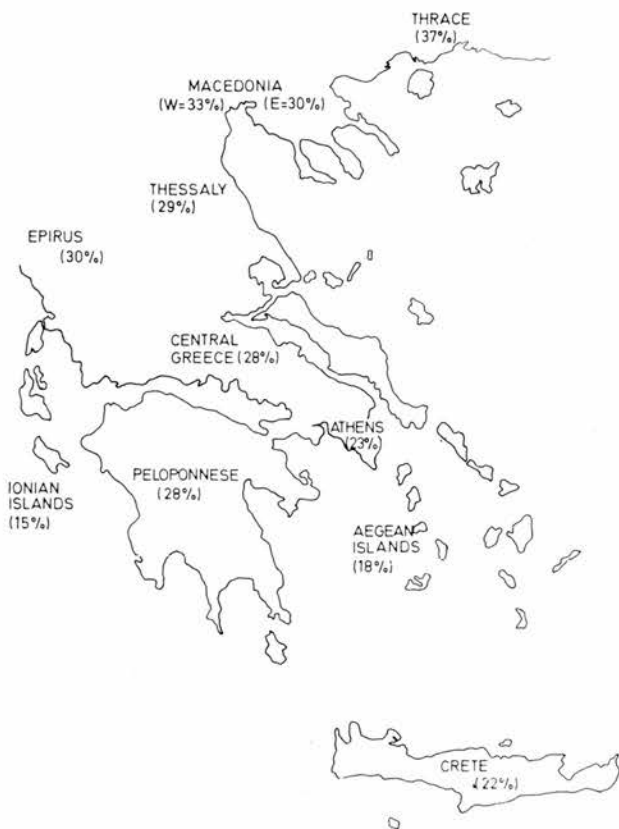 THRACE
(37%)
MACEDONIA
(W=33%) (E=30%)
THESSALY
(29%)
EPIRUS
(30%)
CENTRAL
GREECE (28%)
ATHENS
(23%)
PELOPONNESE
(28%)
IONIAN
ISLANDS
(15%)
AEGEAN
ISLANDS
(18%)
CRETE
(22%)